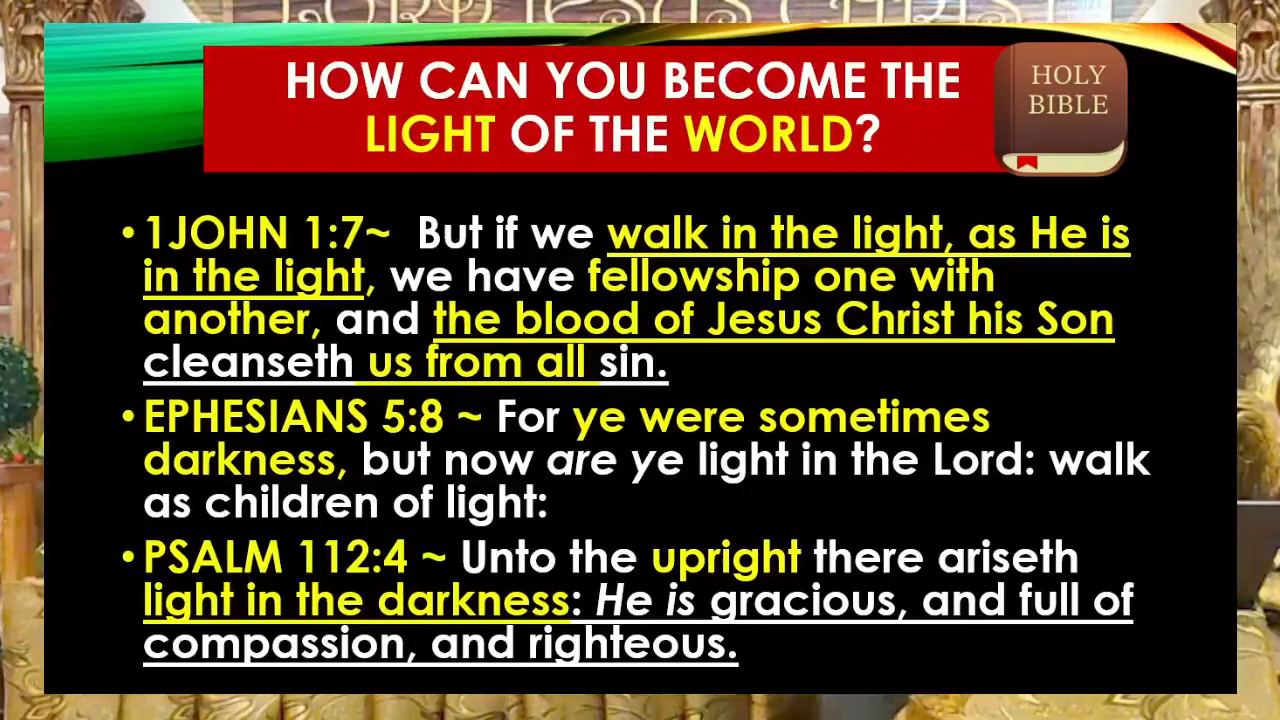 LORD JESUS CHRIST
HOW CAN YOU BECOME THE
LIGHT OF THE WORLD?
HOLY
BIBLE
• 1JOHN 1:7~ But if we walk in the light, as He is
in the light, we have fellowship one with
another, and the blood of Jesus Christ his Son
cleanseth us from all sin.
• EPHESIANS 5:8 ~ For ye were sometimes
darkness, but now are ye light in the Lord: walk
as children of light:
• PSALM 112:4 ~ Unto the upright there ariseth
light in the darkness: He is gracious, and full of
compassion, and righteous.